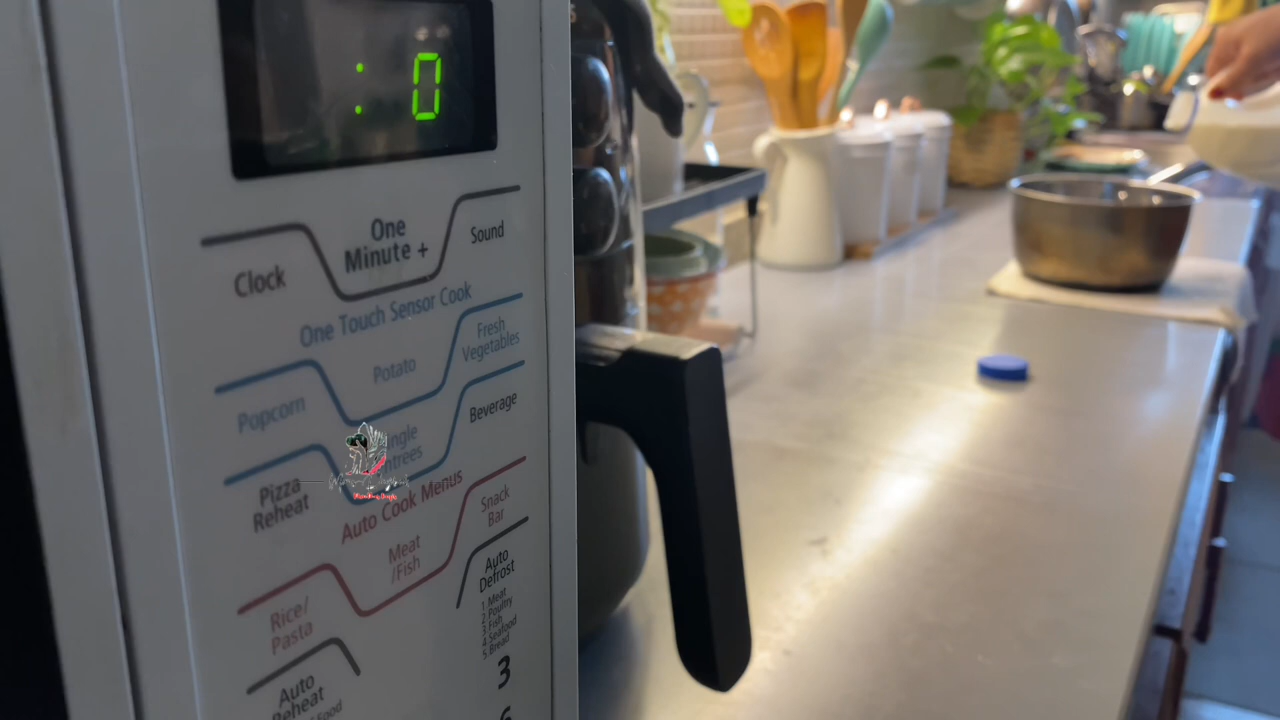 : 0
One
Minute +
Sound
Clock
One Touch Sensor Cook
Fresh
Vegetables
Potato
Popcorn
Beverage
Pizza
Reheat
Auto Cook Menus
Snack
Bar
Meat
/Fish
Auto
Defrost
1 Meat
2 Poultry
3 Fish
4 Seafood
5 Bread
Rice/
Pasta
3
Auto
Reheat
Food